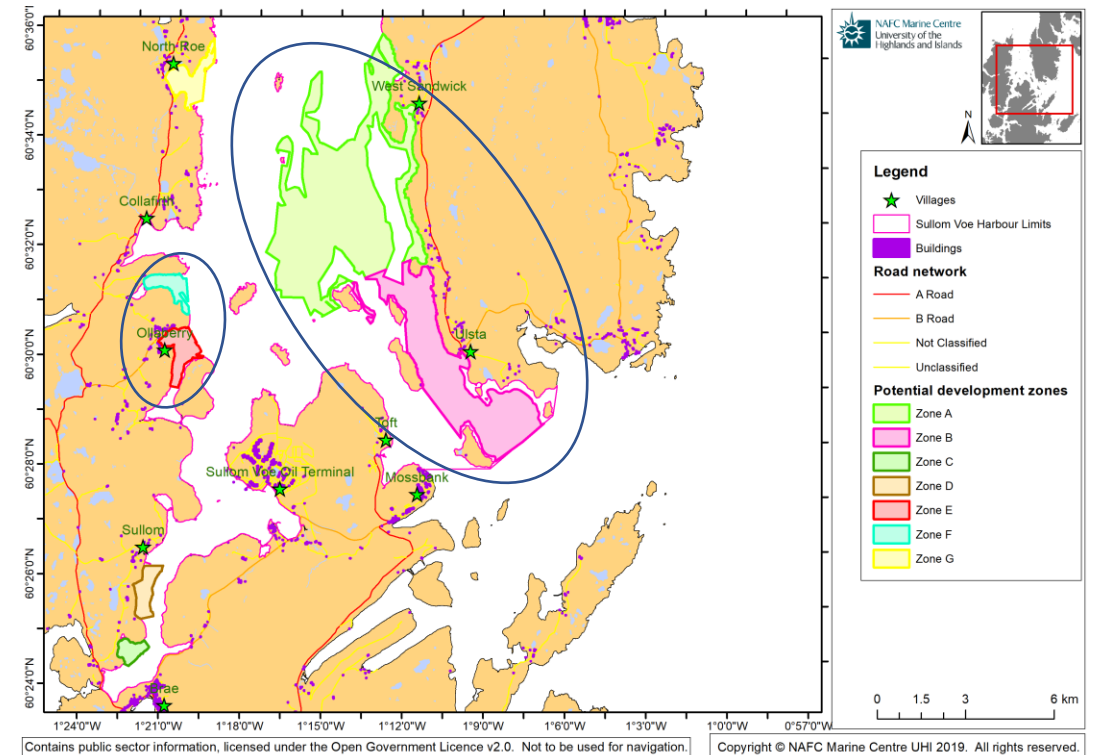 NAFC Marine Centre
University of the
Highlands and Islands
N
60°36'0"N
60°34'0"N
60°32'0"N
60°30'0"N
60°28'0"N
60°26'0"N
60°24'0"N
North Roe
West Sandwick
Collafirth
Ollaberry
Ulsta
Toft
Sullom Voe Oil Terminal
Mossbank
Sullom
Brae
1°24'0"W 1°21'0"W 1°18'0"W 1°15'0"W 1°12'0"W 1°9'0"W 1°6'0"W 1°3'0"W 1°0'0"W 0°57'0"W
Legend
Villages
Sullom Voe Harbour Limits
Buildings
Road network
A Road
B Road
Not Classified
Unclassified
Potential development zones
Zone A
Zone B
Zone C
Zone D
Zone E
Zone F
Zone G
0 1.5 3 6 km
Contains public sector information, licensed under the Open Government Licence v2.0. Not to be used for navigation.
Copyright © NAFC Marine Centre UHI 2019. All rights reserved.